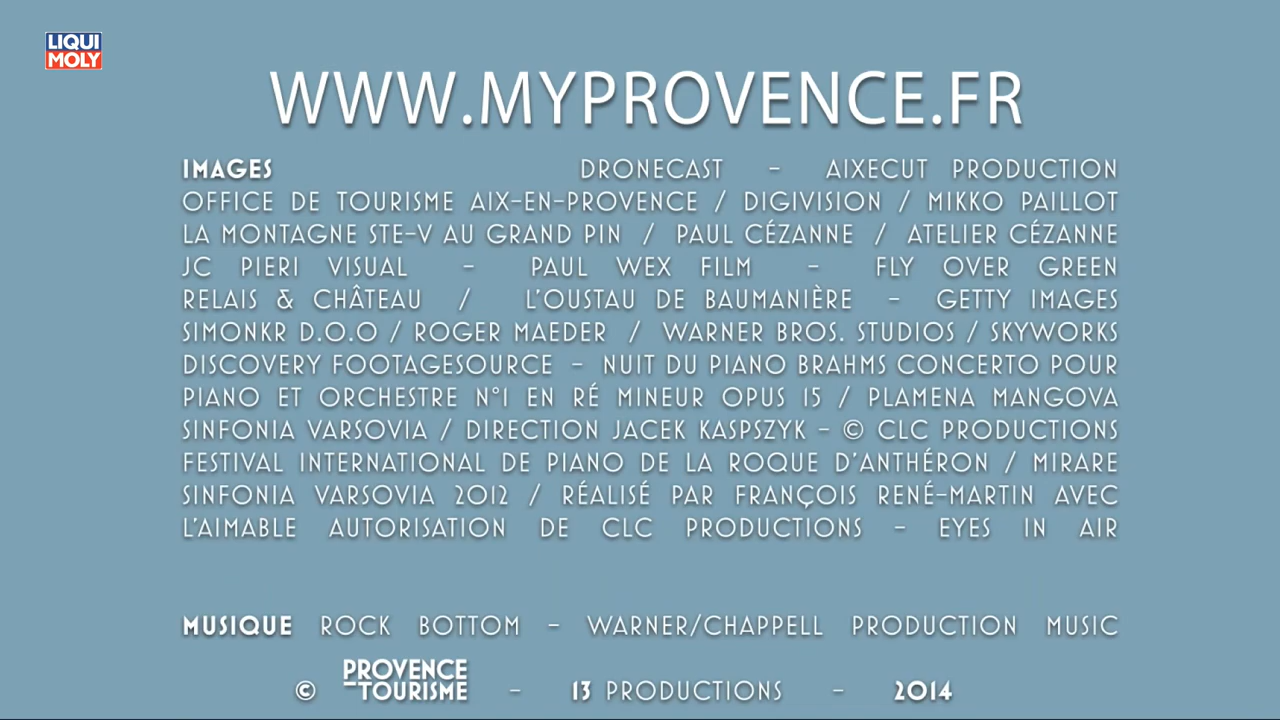 LIQUI
MOLY
WWW.MYPROVENCE.FR
IMAGES DRONECAST - AIXECUT PRODUCTION
OFFICE DE TOURISME AIX-EN-PROVENCE / DIGIVISION / MIKKO PAILLOT
LA MONTAGNE STE-V AU GRAND PIN / PAUL CÉZANNE / ATELIER CÉZANNE
JC PIERI VISUAL - PAUL WEX FILM - FLY OVER GREEN
RELAIS & CHÂTEAU / L'OUSTAU DE BAUMANIÈRE - GETTY IMAGES
SIMONKR D.O.O / ROGER MAEDER / WARNER BROS. STUDIOS / SKYWORKS
DISCOVERY FOOTAGESOURCE - NUIT DU PIANO BRAHMS CONCERTO POUR
PIANO ET ORCHESTRE N°1 EN RÉ MINEUR OPUS 15 / PLAMENA MANGOVA
SINFONIA VARSOVIA / DIRECTION JACEK KASPSZYK - © CLC PRODUCTIONS
FESTIVAL INTERNATIONAL DE PIANO DE LA ROQUE D'ANTHÉRON / MIRARE
SINFONIA VARSOVIA 2012 / RÉALISÉ PAR FRANÇOIS RENÉ-MARTIN AVEC
L'AIMABLE AUTORISATION DE CLC PRODUCTIONS - EYES IN AIR
MUSIQUE ROCK BOTTOM - WARNER/CHAPPELL PRODUCTION MUSIC
© PROVENCE TOURISME - 13 PRODUCTIONS - 2014